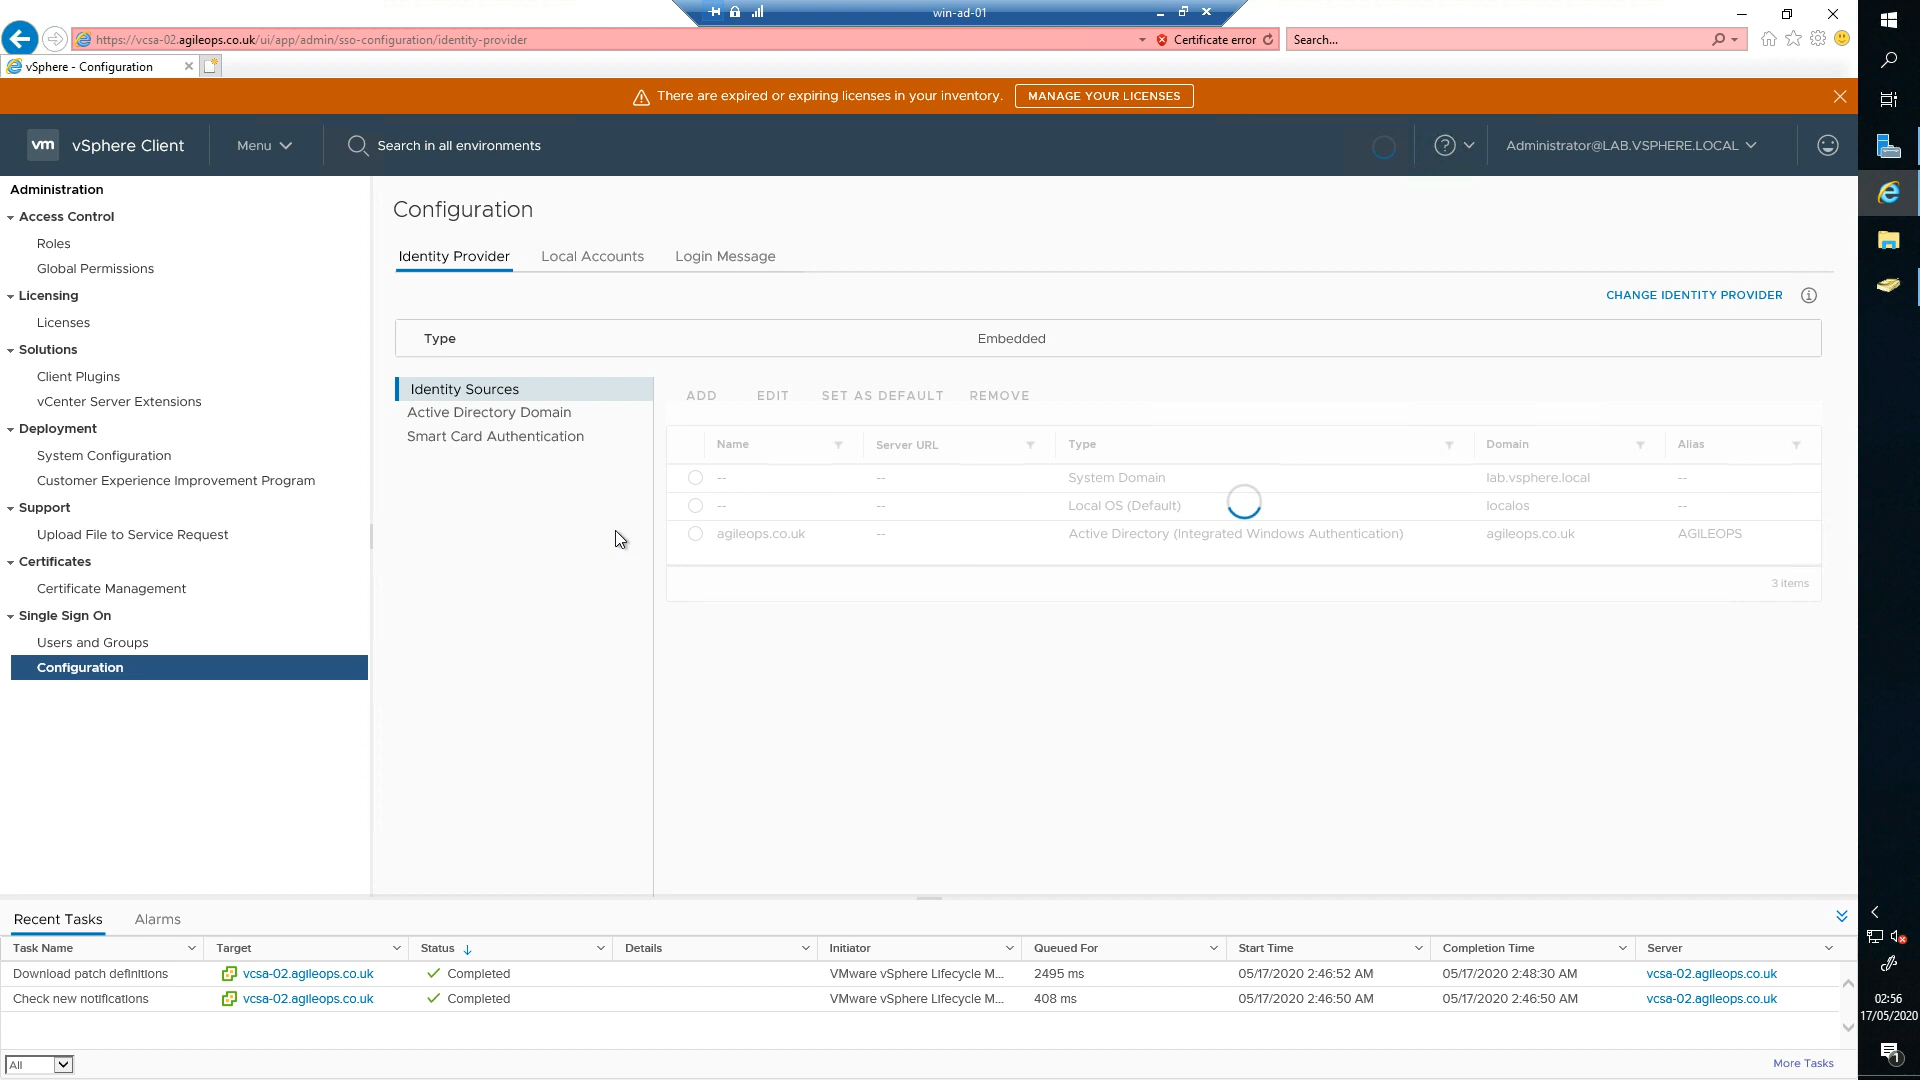 win-ad-01
https://vcsa-02.agileops.co.uk/ui/app/admin/sso-configuration/identity-provider
Certificate error
Search...
vSphere - Configuration
There are expired or expiring licenses in your inventory.
MANAGE YOUR LICENSES
vm vSphere Client
Menu
Search in all environments
Administrator@LAB.VSPHERE.LOCAL
Administration
Access Control
Roles
Global Permissions
Licensing
Licenses
Solutions
Client Plugins
vCenter Server Extensions
Deployment
System Configuration
Customer Experience Improvement Program
Support
Upload File to Service Request
Certificates
Certificate Management
Single Sign On
Users and Groups
Configuration
Configuration
Identity Provider Local Accounts Login Message
CHANGE IDENTITY PROVIDER
Type Embedded
Identity Sources
Active Directory Domain
Smart Card Authentication
ADD EDIT SET AS DEFAULT REMOVE
Name Server URL Type Domain Alias
-- -- System Domain lab.vsphere.local --
-- -- Local OS (Default) localos --
agileops.co.uk -- Active Directory (Integrated Windows Authentication) agileops.co.uk AGILEOPS
3 items
Recent Tasks Alarms
Task Name Target Status Details Initiator Queued For Start Time Completion Time Server
Download patch definitions vcsa-02.agileops.co.uk Completed VMware vSphere Lifecycle M... 2495 ms 05/17/2020 2:46:52 AM 05/17/2020 2:48:30 AM vcsa-02.agileops.co.uk
Check new notifications vcsa-02.agileops.co.uk Completed VMware vSphere Lifecycle M... 408 ms 05/17/2020 2:46:50 AM 05/17/2020 2:46:50 AM vcsa-02.agileops.co.uk
All
More Tasks
02:56
17/05/2020
1